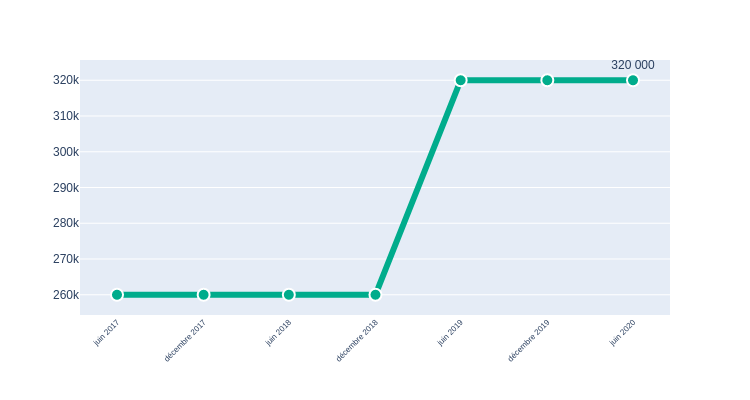 320 000
320k
310k
300k
290k
280k
270k
260k
juin 2017
décembre 2017
juin 2018
décembre 2018
juin 2019
décembre 2019
juin 2020